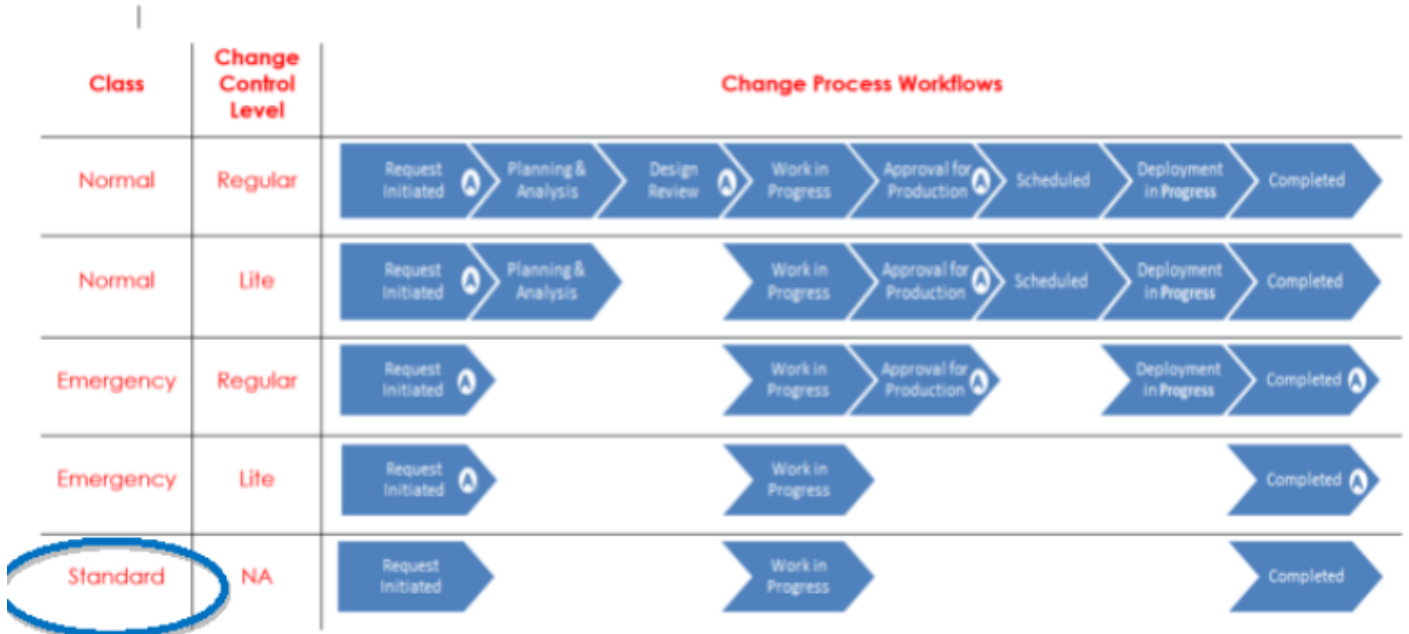 Class
Change
Control
Level
Change Process Workflows
Normal
Regular
Request
Initiated
A
Planning &
Analysis
Design
Review
A
Work in
Progress
Approval for
Production
A
Scheduled
Deployment
in Progress
Completed
Normal
Lite
Request
Initiated
A
Planning &
Analysis
Work in
Progress
Approval for
Production
A
Scheduled
Deployment
in Progress
Completed
Emergency
Regular
Request
Initiated
A
Work in
Progress
Approval for
Production
A
Deployment
in Progress
Completed
A
Emergency
Lite
Request
Initiated
A
Work in
Progress
Completed
A
Standard
NA
Request
Initiated
Work in
Progress
Completed